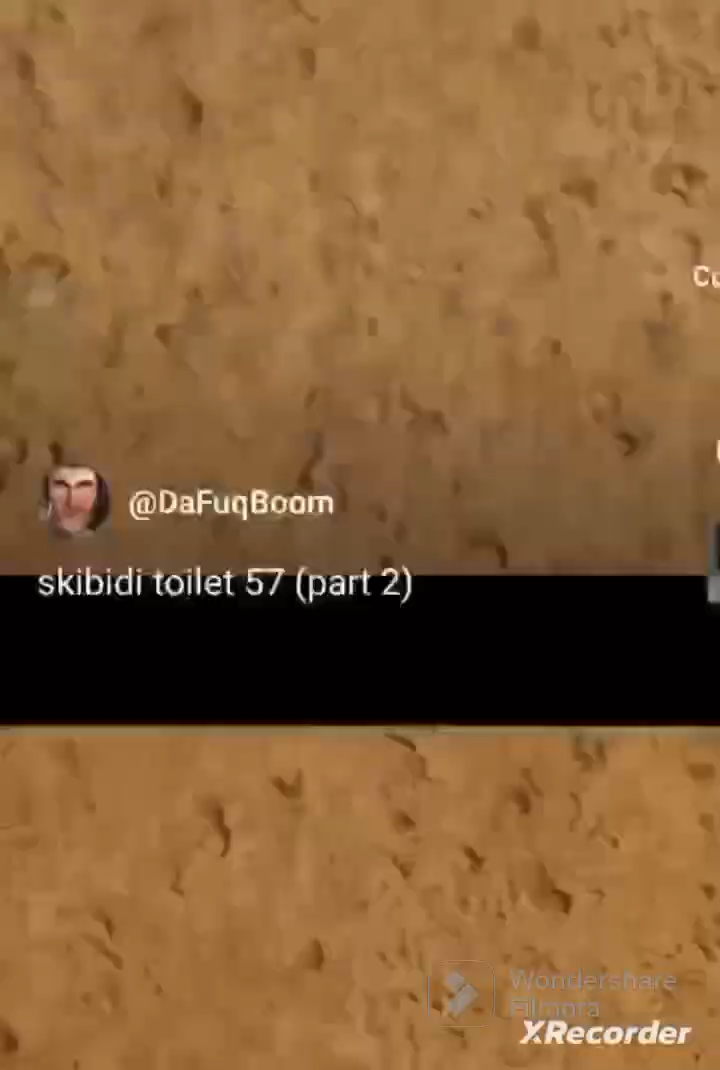 @DaFuqBoom
skibidi toilet 57 (part 2)
Wondershare
Filmora
XRecorder